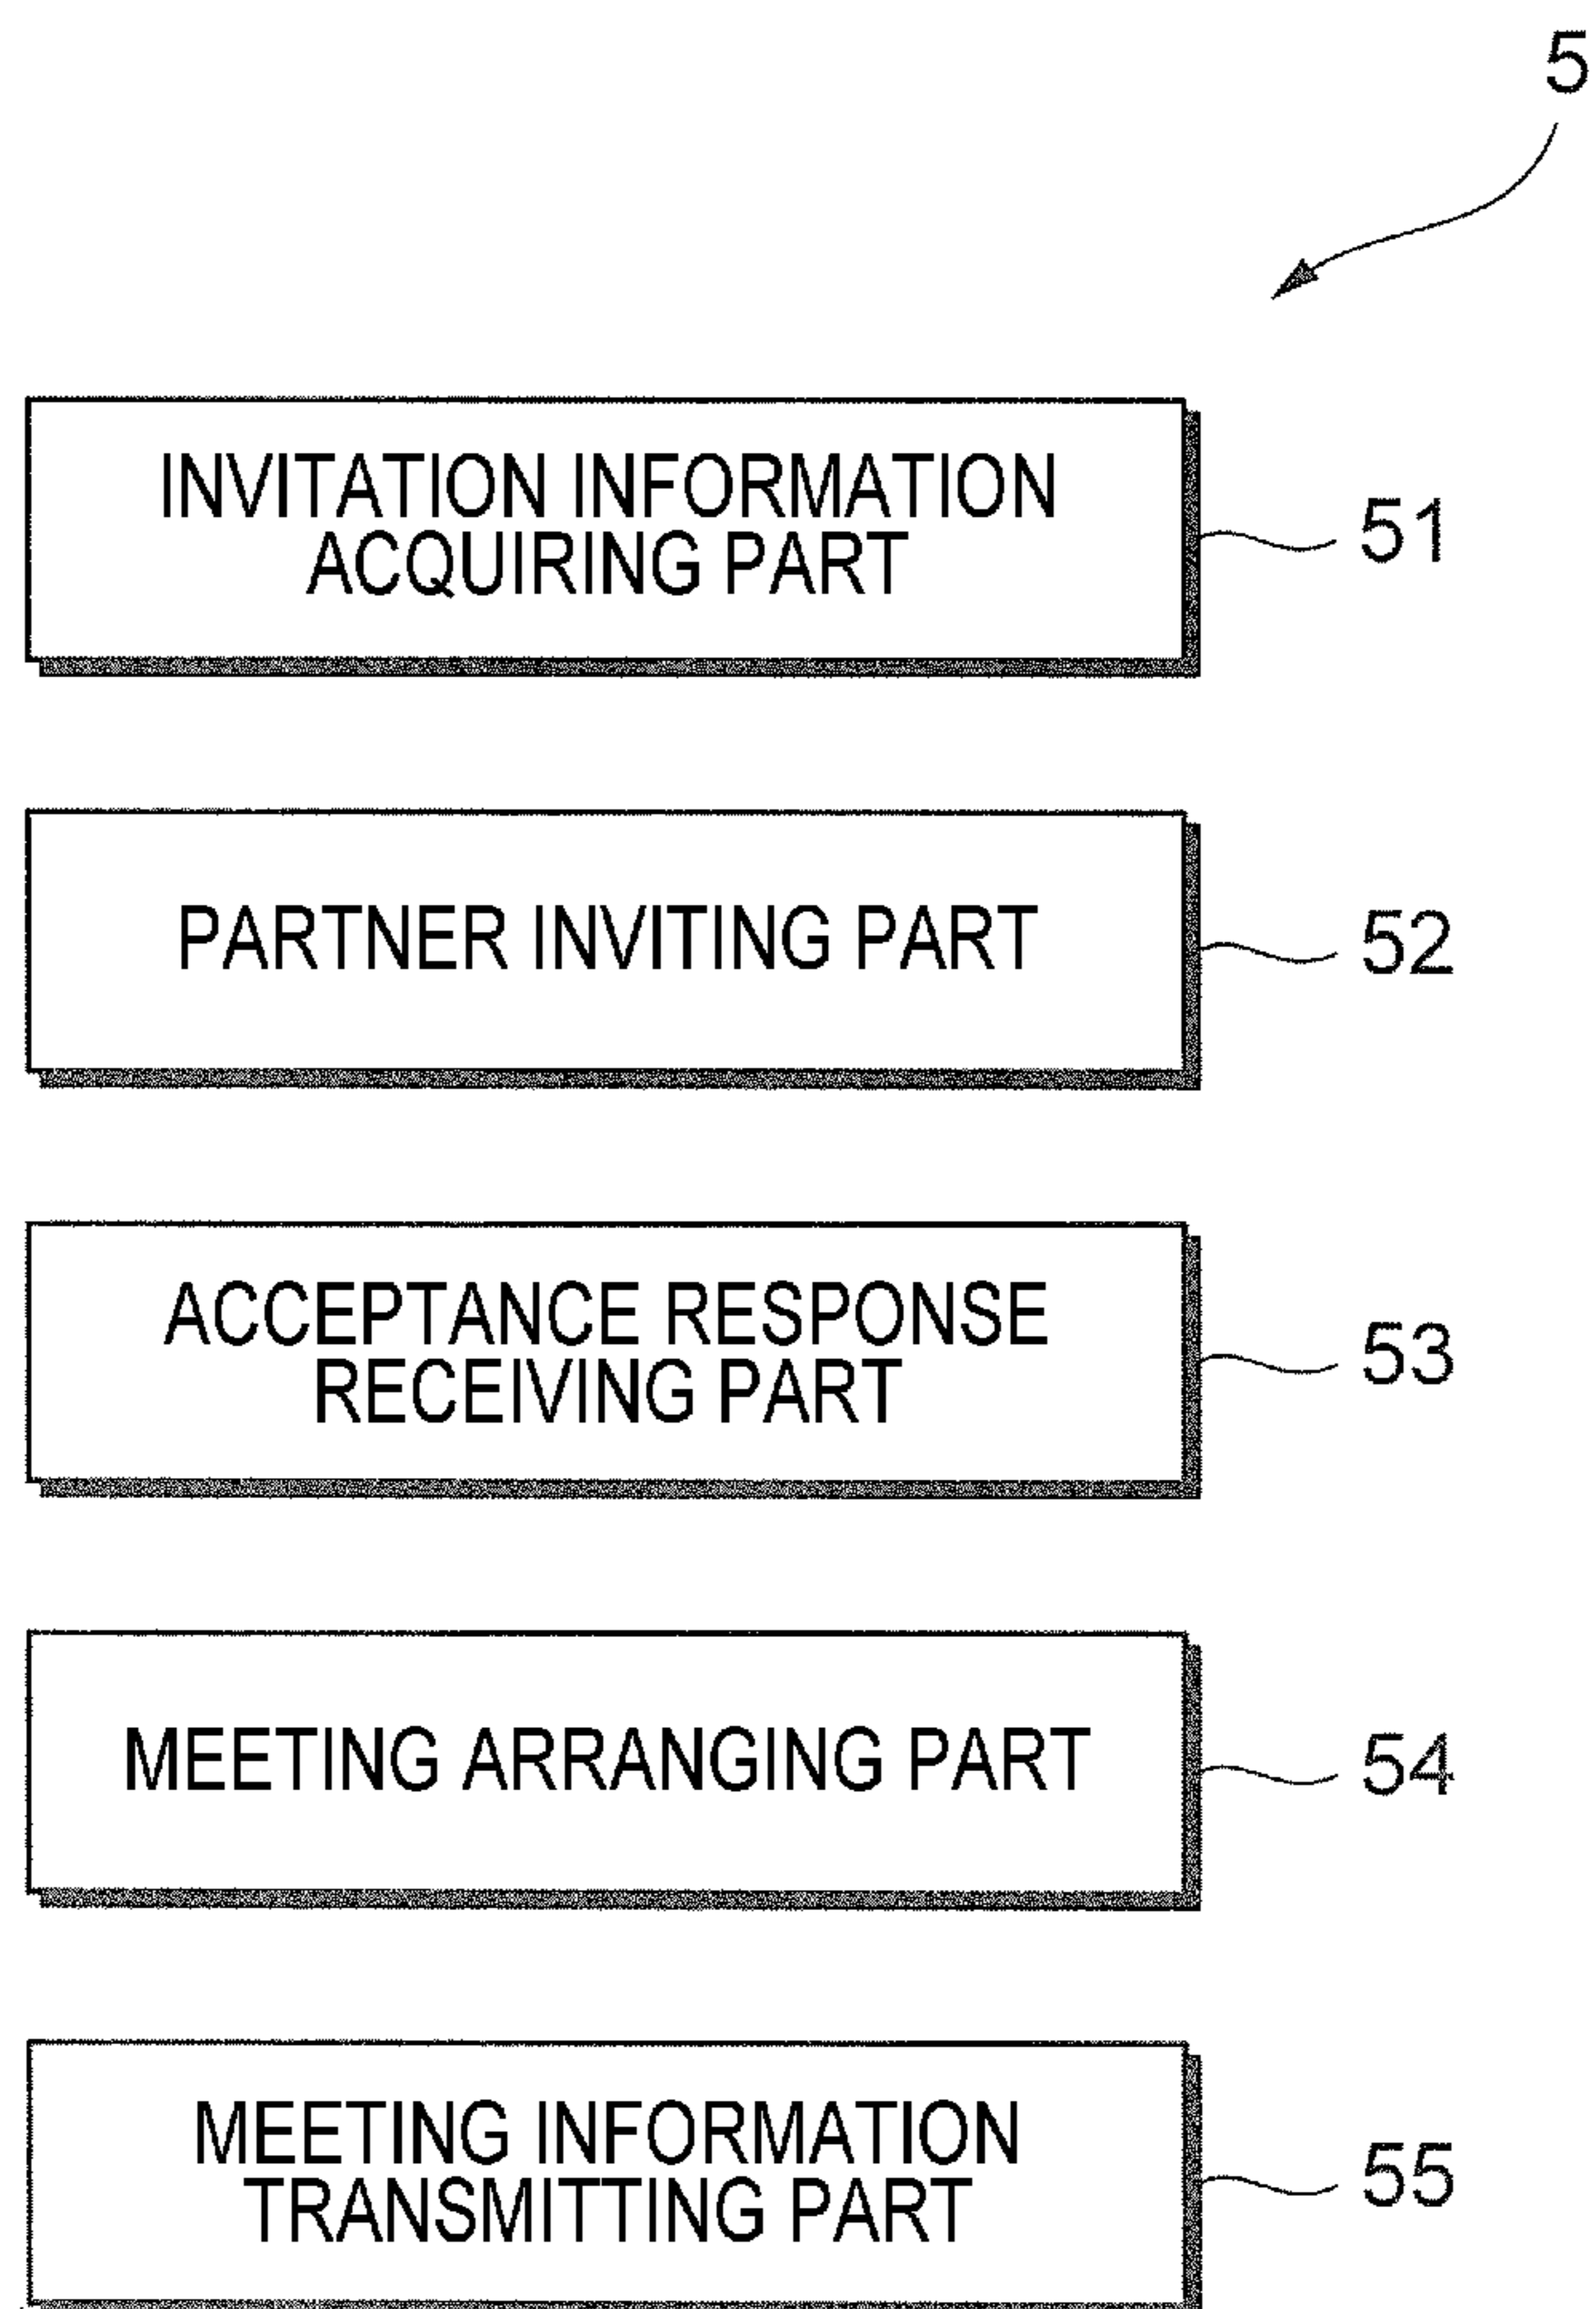 5
INVITATION INFORMATION
ACQUIRING PART
51
PARTNER INVITING PART
52
ACCEPTANCE RESPONSE
RECEIVING PART
53
MEETING ARRANGING PART
54
MEETING INFORMATION
TRANSMITTING PART
55